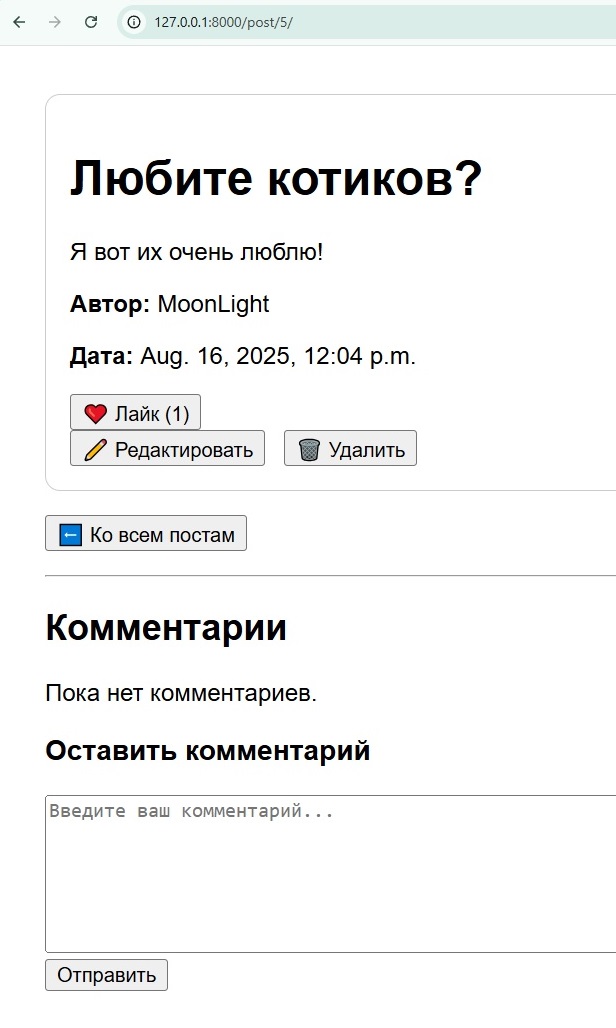 127.0.0.1:8000/post/5/
Любите котиков?
Я вот их очень люблю!
Автор: MoonLight
Дата: Aug. 16, 2025, 12:04 p.m.
❤️ Лайк (1)
✏️ Редактировать 🗑️ Удалить
⬅️ Ко всем постам
Комментарии
Пока нет комментариев.
Оставить комментарий
Введите ваш комментарий...
Отправить